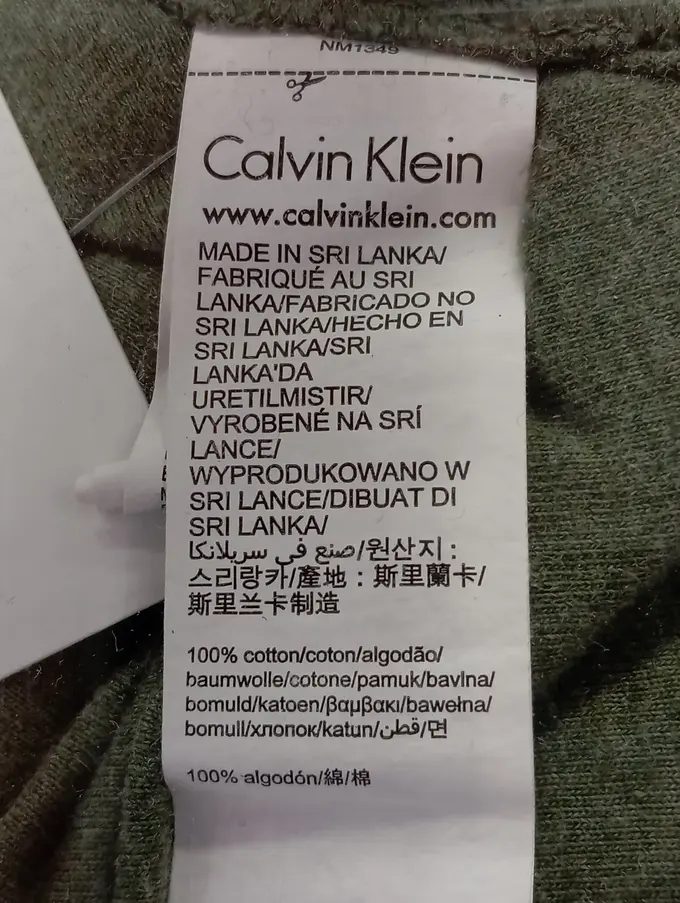 NM1349
Calvin Klein
www.calvinklein.com
MADE IN SRI LANKA/
FABRIQUÉ AU SRI
LANKA/FABRICADO NO
SRI LANKA/HECHO EN
SRI LANKA/SRI
LANKA'DA
URETILMISTIR/
VYROBENÉ NA SRÍ
LANCE/
WYPRODUKOWANO W
SRI LANCE/DIBUAT DI
SRI LANKA/
صنع في سريلانكا/원산지 :
스리랑카/產地 : 斯里蘭卡/
斯里兰卡制造
100% cotton/coton/algodão/
baumwolle/cotone/pamuk/bavlna/
bomuld/katoen/βαμβακι/bawełna/
bomull/хлопок/katun/قطن/면
100% algodón/綿/棉